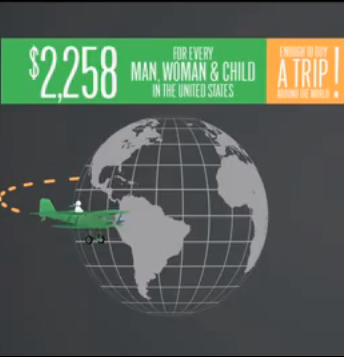 $2,258
FOR EVERY
MAN, WOMAN & CHILD
IN THE UNITED STATES
ENOUGH TO BUY
A TRIP!
AROUND THE WORLD